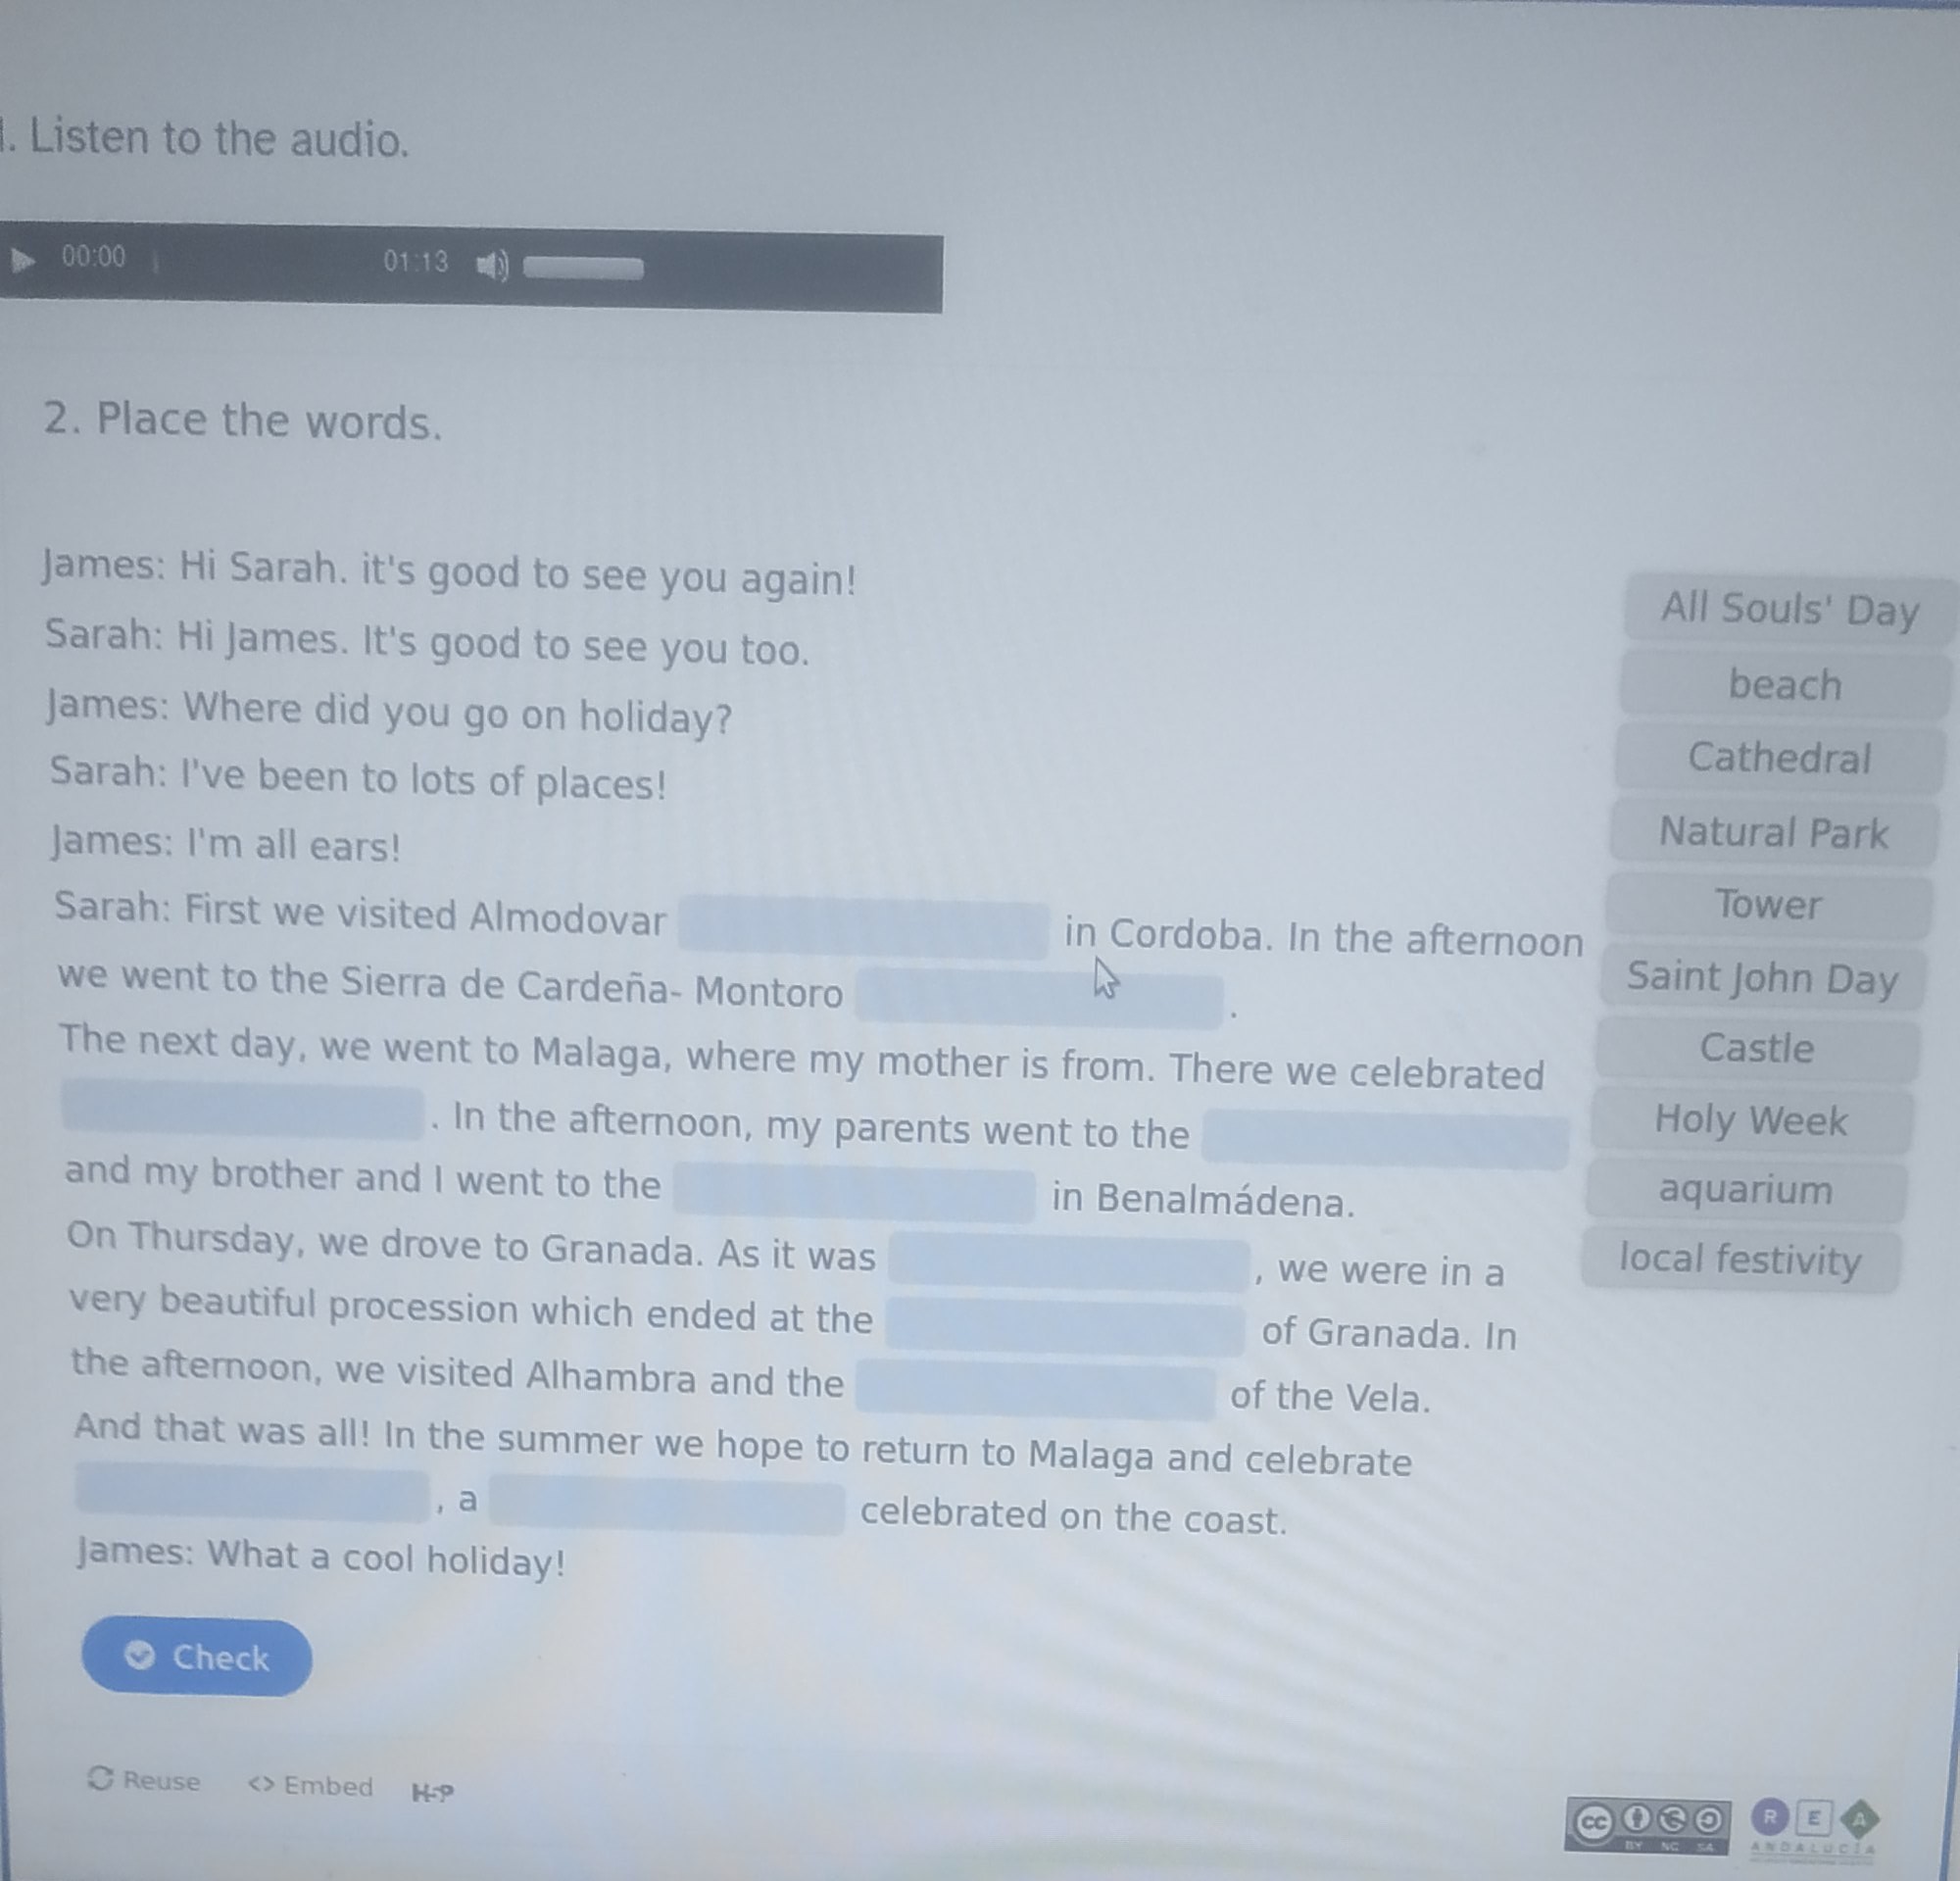 . Listen to the audio.
00:00 01:13
2. Place the words.
James: Hi Sarah. it's good to see you again!
Sarah: Hi James. It's good to see you too.
James: Where did you go on holiday?
Sarah: I've been to lots of places!
James: I'm all ears!
Sarah: First we visited Almodovar in Cordoba. In the afternoon
we went to the Sierra de Cardeña- Montoro .
The next day, we went to Malaga, where my mother is from. There we celebrated
. In the afternoon, my parents went to the
and my brother and I went to the in Benalmádena.
On Thursday, we drove to Granada. As it was , we were in a
very beautiful procession which ended at the of Granada. In
the afternoon, we visited Alhambra and the of the Vela.
And that was all! In the summer we hope to return to Malaga and celebrate
, a celebrated on the coast.
James: What a cool holiday!
All Souls' Day
beach
Cathedral
Natural Park
Tower
Saint John Day
Castle
Holy Week
aquarium
local festivity
Check
Reuse <> Embed H-P
cc BY NC SA
R E A
ANDALUCÍA